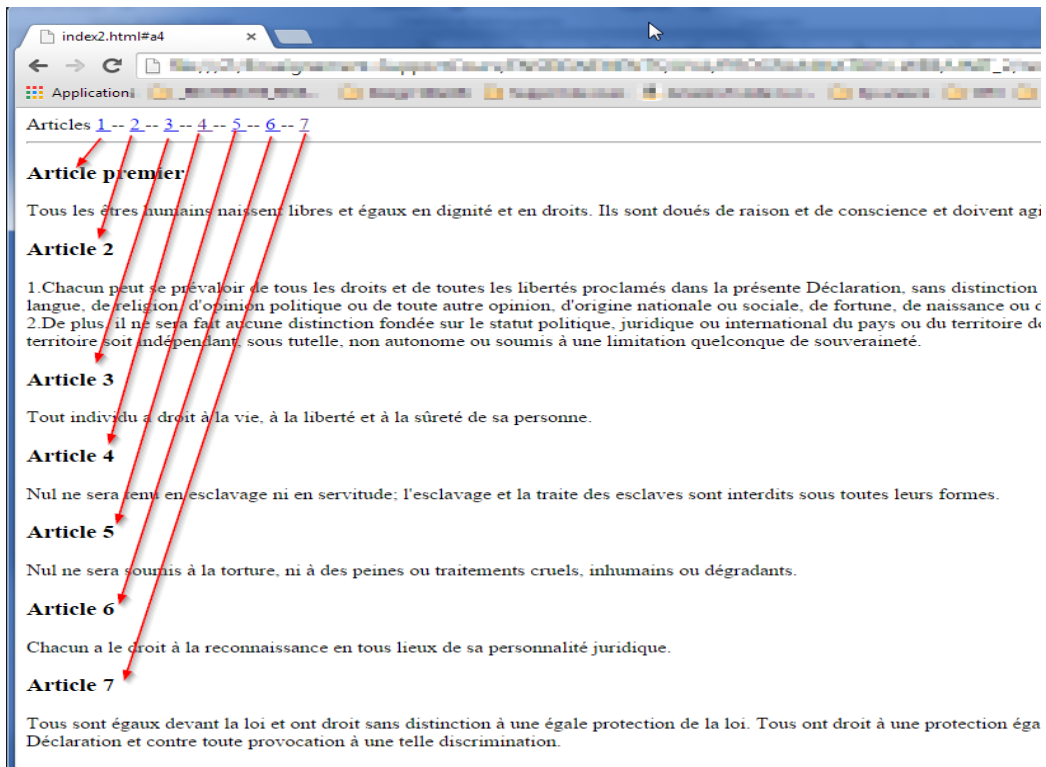 index2.html#a4
Applications
Articles 1 -- 2 -- 3 -- 4 -- 5 -- 6 -- 7
Article premier
Tous les êtres humains naissent libres et égaux en dignité et en droits. Ils sont doués de raison et de conscience et doivent agi
Article 2
1.Chacun peut se prévaloir de tous les droits et de toutes les libertés proclamés dans la présente Déclaration, sans distinction
langue, de religion, d'opinion politique ou de toute autre opinion, d'origine nationale ou sociale, de fortune, de naissance ou d
2.De plus, il ne sera fait aucune distinction fondée sur le statut politique, juridique ou international du pays ou du territoire de
territoire soit indépendant, sous tutelle, non autonome ou soumis à une limitation quelconque de souveraineté.
Article 3
Tout individu a droit à la vie, à la liberté et à la sûreté de sa personne.
Article 4
Nul ne sera tenu en esclavage ni en servitude; l'esclavage et la traite des esclaves sont interdits sous toutes leurs formes.
Article 5
Nul ne sera soumis à la torture, ni à des peines ou traitements cruels, inhumains ou dégradants.
Article 6
Chacun a le droit à la reconnaissance en tous lieux de sa personnalité juridique.
Article 7
Tous sont égaux devant la loi et ont droit sans distinction à une égale protection de la loi. Tous ont droit à une protection éga
Déclaration et contre toute provocation à une telle discrimination.